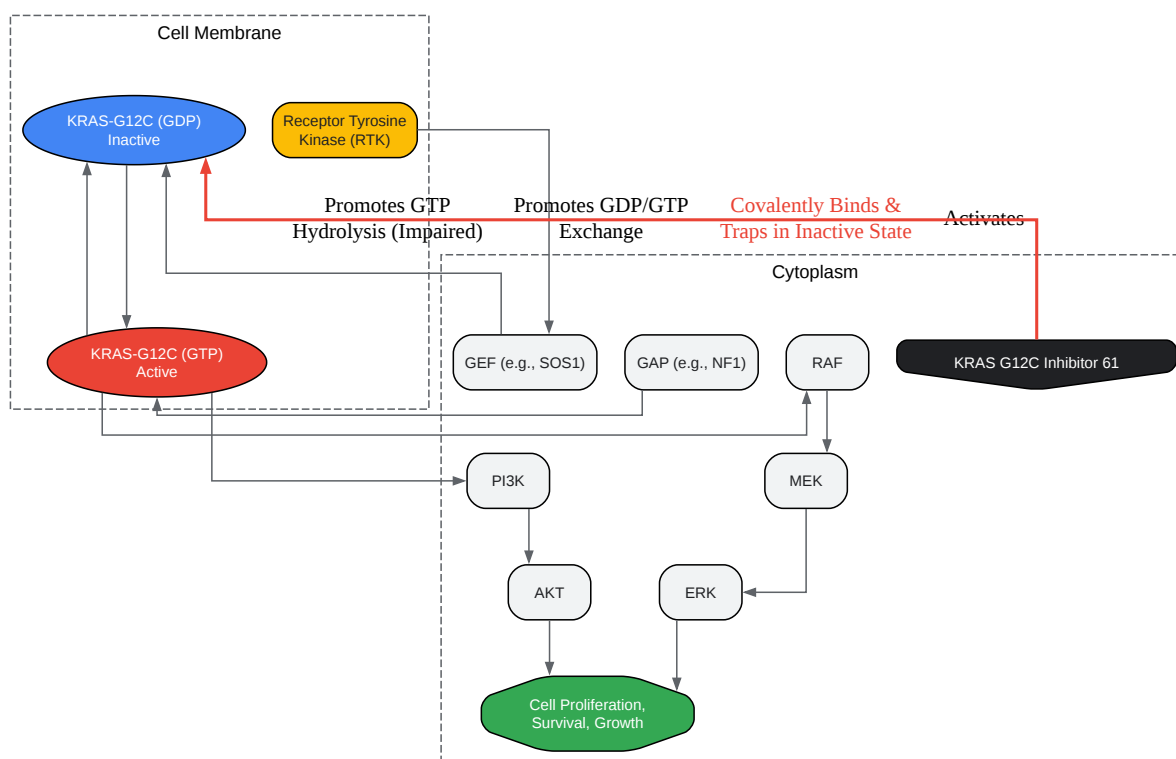 Cell Membrane
KRAS-G12C (GDP)
Inactive
Receptor Tyrosine
Kinase (RTK)
Promotes GTP
Hydrolysis (Impaired)
Promotes GDP/GTP
Exchange
Covalently Binds &
Traps in Inactive State
Activates
Cytoplasm
KRAS-G12C (GTP)
Active
GEF (e.g., SOS1)
GAP (e.g., NF1)
RAF
KRAS G12C Inhibitor 61
PI3K
MEK
AKT
ERK
Cell Proliferation,
Survival, Growth